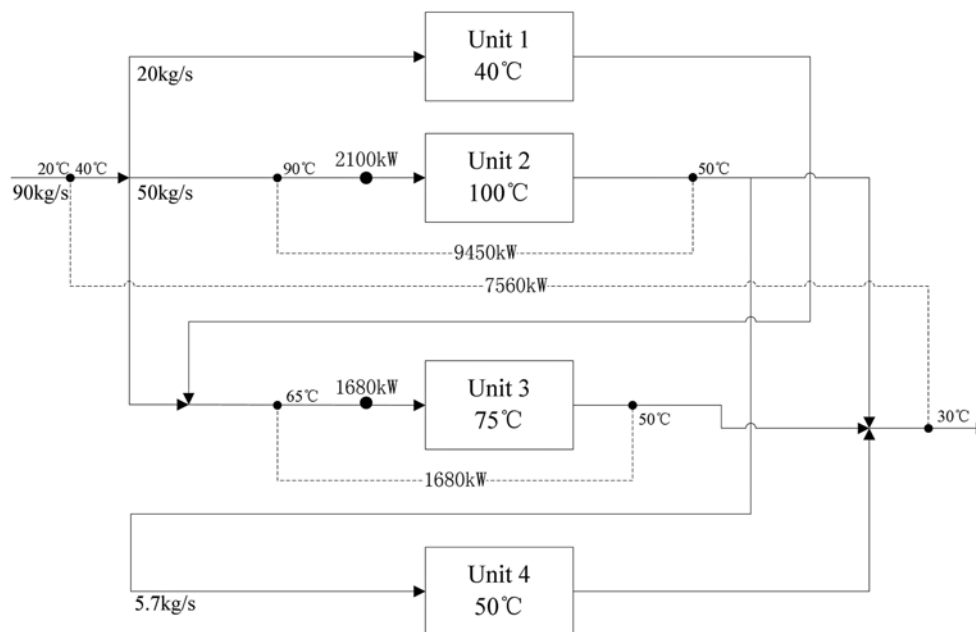 Unit 1
40℃
20kg/s
20℃ 40℃
90kg/s
50kg/s
90℃
2100kW
Unit 2
100℃
50℃
9450kW
7560kW
65℃
1680kW
Unit 3
75℃
50℃
30℃
1680kW
5.7kg/s
Unit 4
50℃